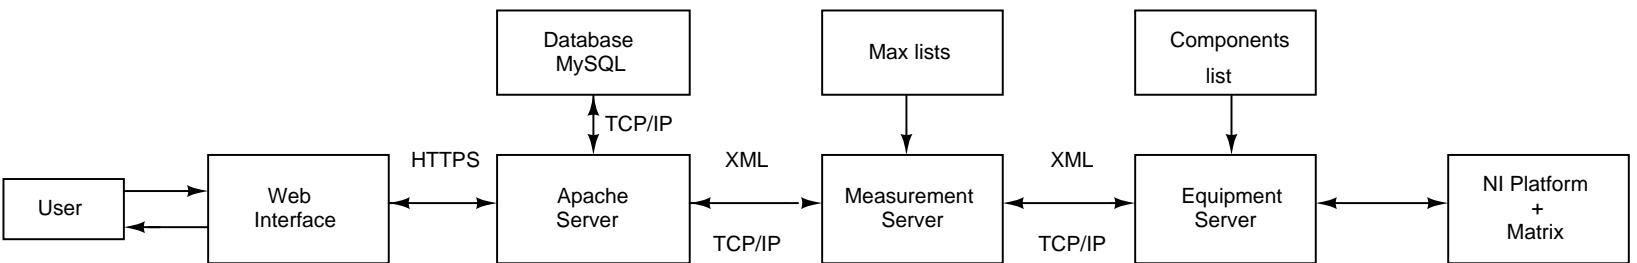 Database
MySQL
Max lists
Components
list
TCP/IP
HTTPS
XML
XML
User
Web
Interface
Apache
Server
Measurement
Server
Equipment
Server
NI Platform
+
Matrix
TCP/IP
TCP/IP